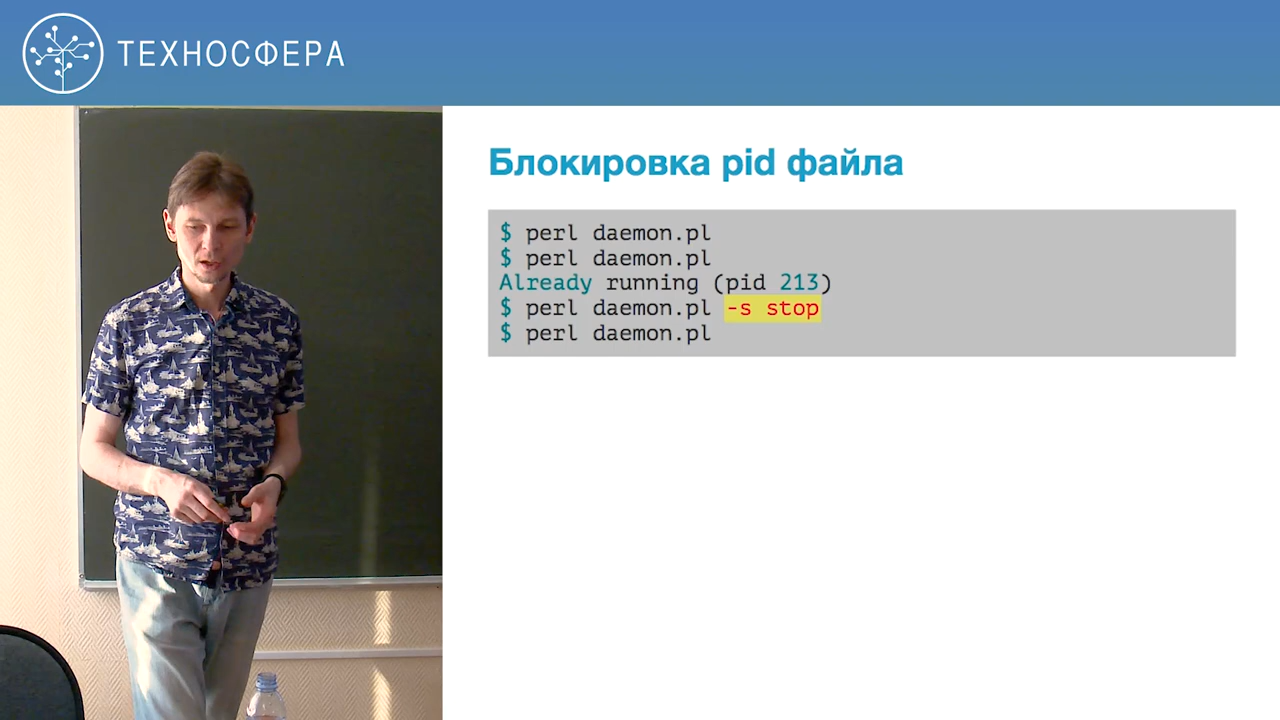 ТЕХНОСФЕРА
Блокировка pid файла
$ perl daemon.pl
$ perl daemon.pl
Already running (pid 213)
$ perl daemon.pl -s stop
$ perl daemon.pl